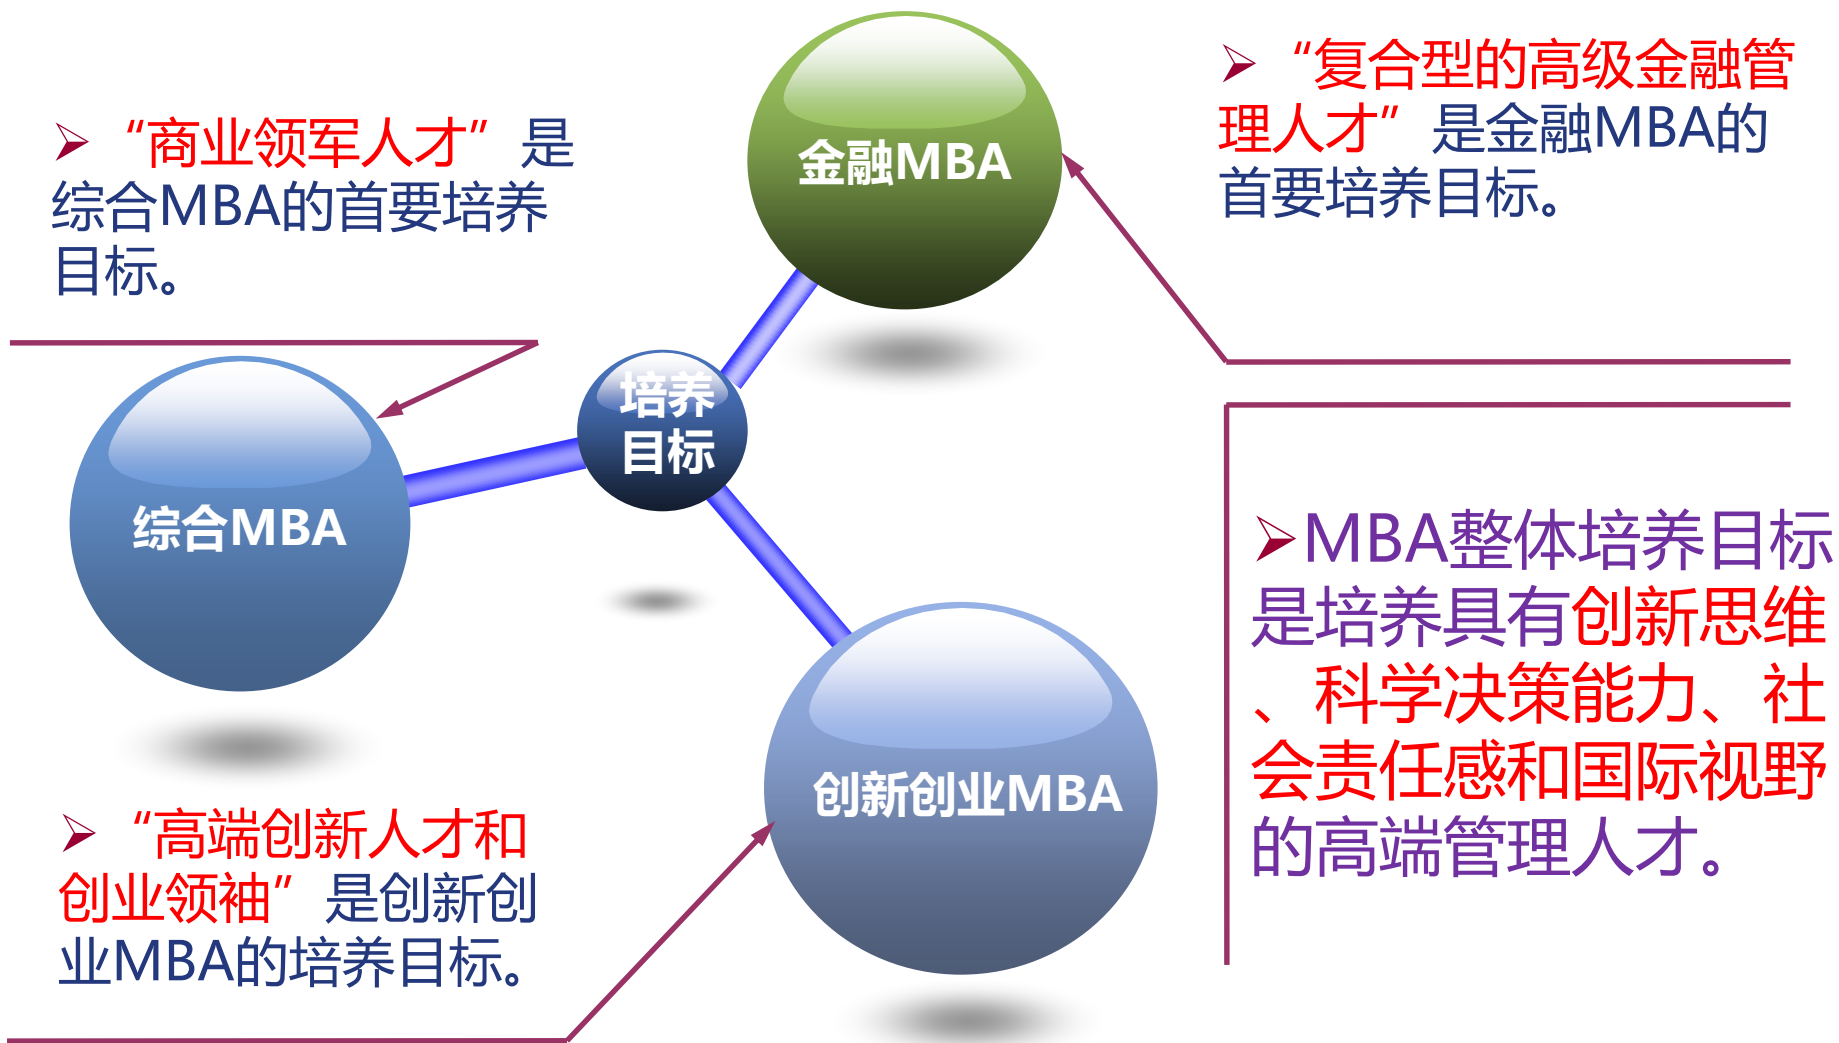 “商业领军人才”是
综合MBA的首要培养
目标。
金融MBA
“复合型的高级金融管
理人才”是金融MBA的
首要培养目标。
培养
目标
综合MBA
创新创业MBA
“高端创新人才和
创业领袖”是创新创
业MBA的培养目标。
MBA整体培养目标
是培养具有创新思维
、科学决策能力、社
会责任感和国际视野
的高端管理人才。